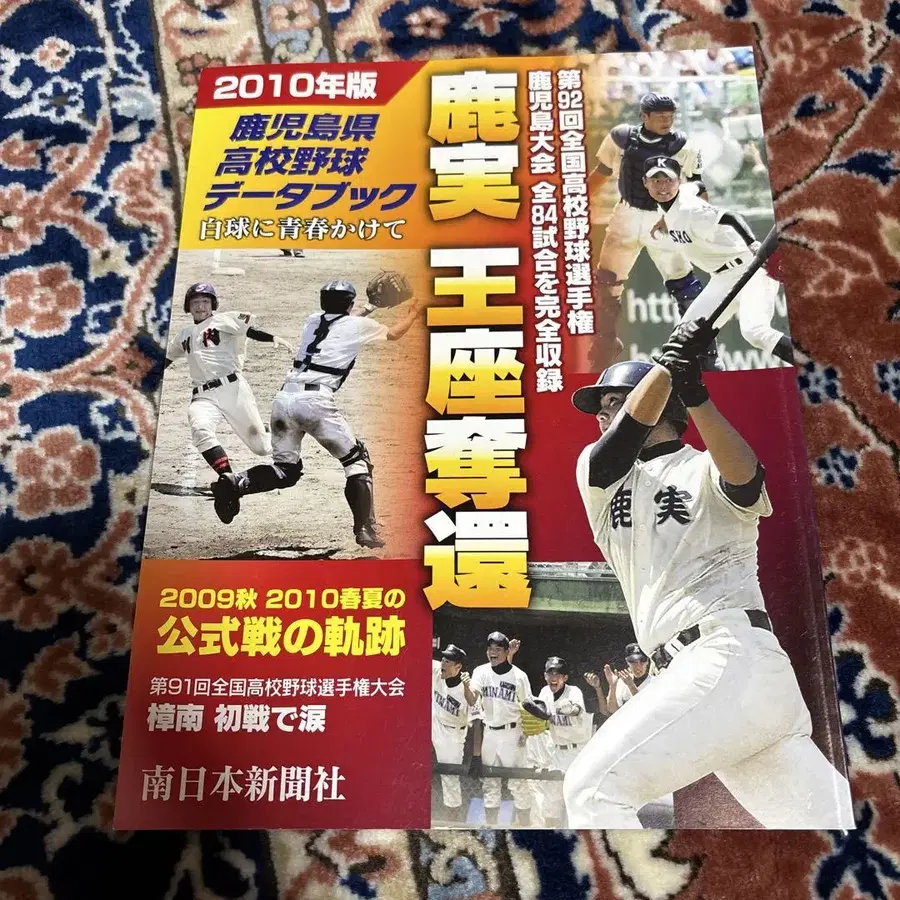 2010年版
鹿児島県
高校野球
データブック
白球に青春かけて
鹿実 王座奪還
第92回全国高校野球選手権
鹿児島大会 全84試合を完全収録
K
鹿実
MINAMI
MINAMI
2009秋 2010春夏の
公式戦の軌跡
第91回全国高校野球選手権大会
樟南 初戦で涙
南日本新聞社